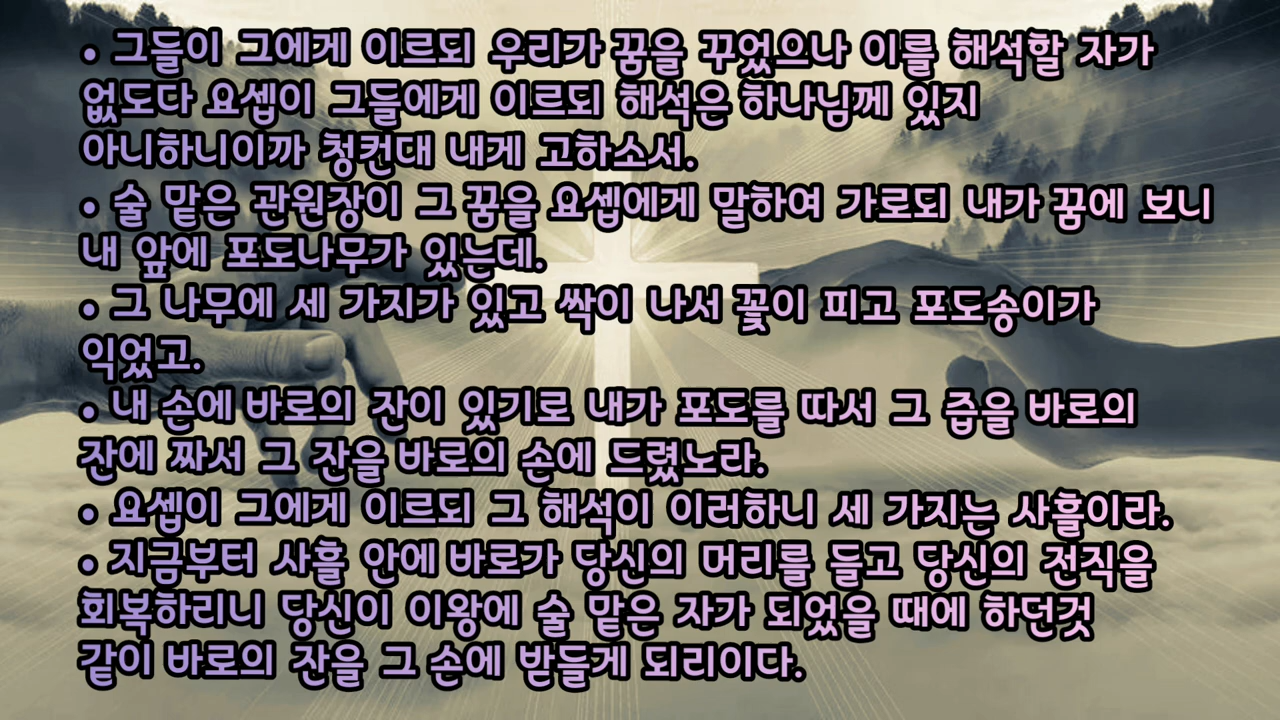 • 그들이 그에게 이르되 우리가 꿈을 꾸었으나 이를 해석할 자가
없도다 요셉이 그들에게 이르되 해석은 하나님께 있지
아니하니이까 청컨대 내게 고하소서.
• 술 맡은 관원장이 그 꿈을 요셉에게 말하여 가로되 내가 꿈에 보니
내 앞에 포도나무가 있는데.
• 그 나무에 세 가지가 있고 싹이 나서 꽃이 피고 포도송이가
익었고.
• 내 손에 바로의 잔이 있기로 내가 포도를 따서 그 즙을 바로의
잔에 짜서 그 잔을 바로의 손에 드렸노라.
• 요셉이 그에게 이르되 그 해석이 이러하니 세 가지는 사흘이라.
• 지금부터 사흘 안에 바로가 당신의 머리를 들고 당신의 전직을
회복하리니 당신이 이왕에 술 맡은 자가 되었을 때에 하던것
같이 바로의 잔을 그 손에 받들게 되리이다.